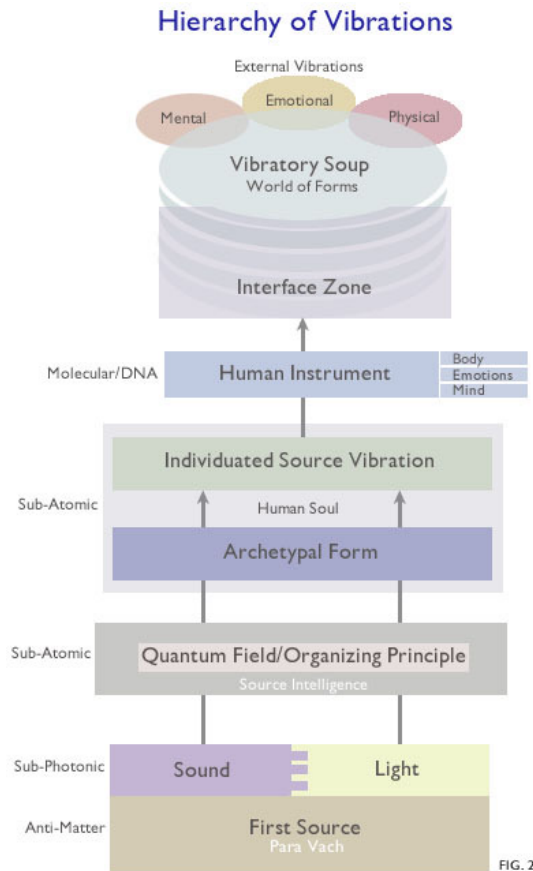 Hierarchy of Vibrations
External Vibrations
Emotional
Mental
Physical
Vibratory Soup
World of Forms
Interface Zone
Molecular/DNA
Human Instrument
Body
Emotions
Mind
Individuated Source Vibration
Sub-Atomic
Human Soul
Archetypal Form
Sub-Atomic
Quantum Field/Organizing Principle
Source Intelligence
Sub-Photonic
Sound
Light
Anti-Matter
First Source
Para Vach
FIG. 2